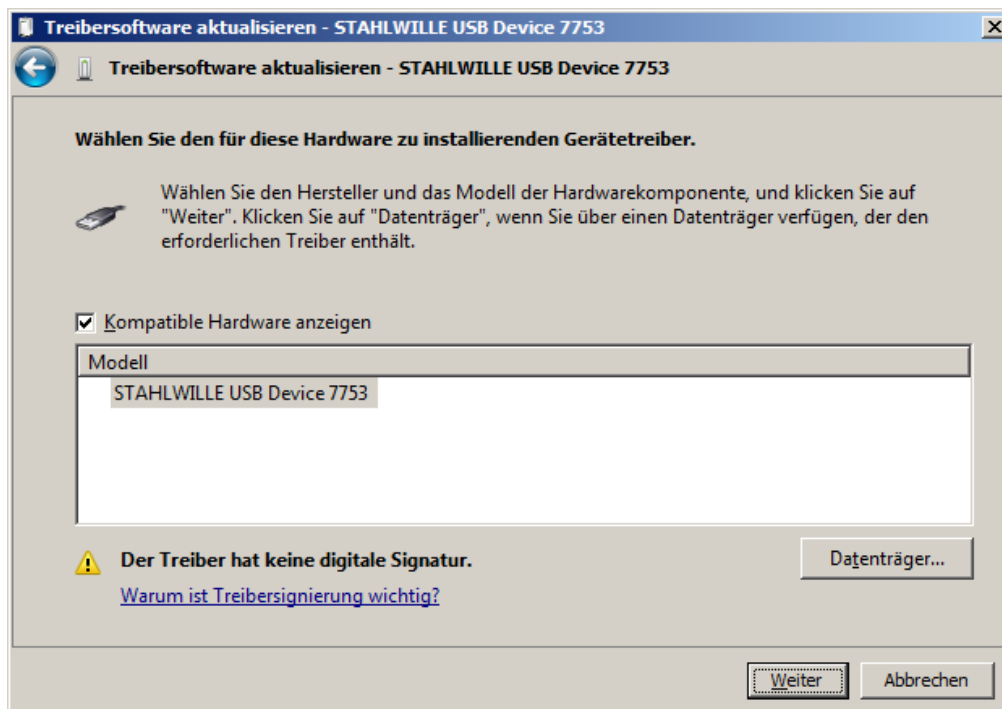 Treibersoftware aktualisieren - STAHLWILLE USB Device 7753
Treibersoftware aktualisieren - STAHLWILLE USB Device 7753
Wählen Sie den für diese Hardware zu installierenden Gerätetreiber.
Wählen Sie den Hersteller und das Modell der Hardwarekomponente, und klicken Sie auf
"Weiter". Klicken Sie auf "Datenträger", wenn Sie über einen Datenträger verfügen, der den
erforderlichen Treiber enthält.
Kompatible Hardware anzeigen
Modell
STAHLWILLE USB Device 7753
Der Treiber hat keine digitale Signatur.
Datenträger...
Warum ist Treibersignierung wichtig?
Weiter
Abbrechen